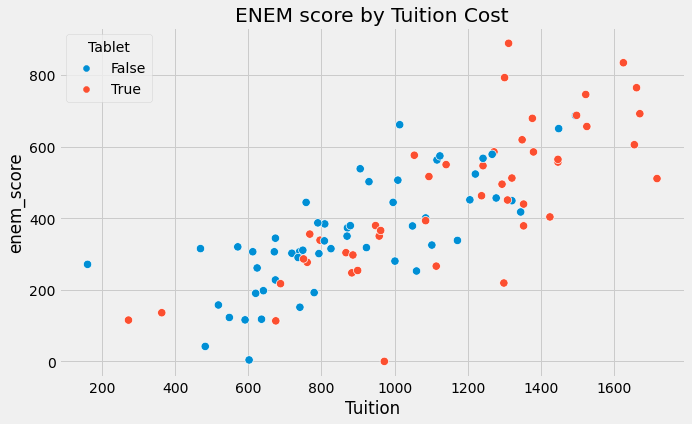 ENEM score by Tuition Cost
Tablet
False
True
enem_score
800
600
400
200
0
200 400 600 800 1000 1200 1400 1600
Tuition